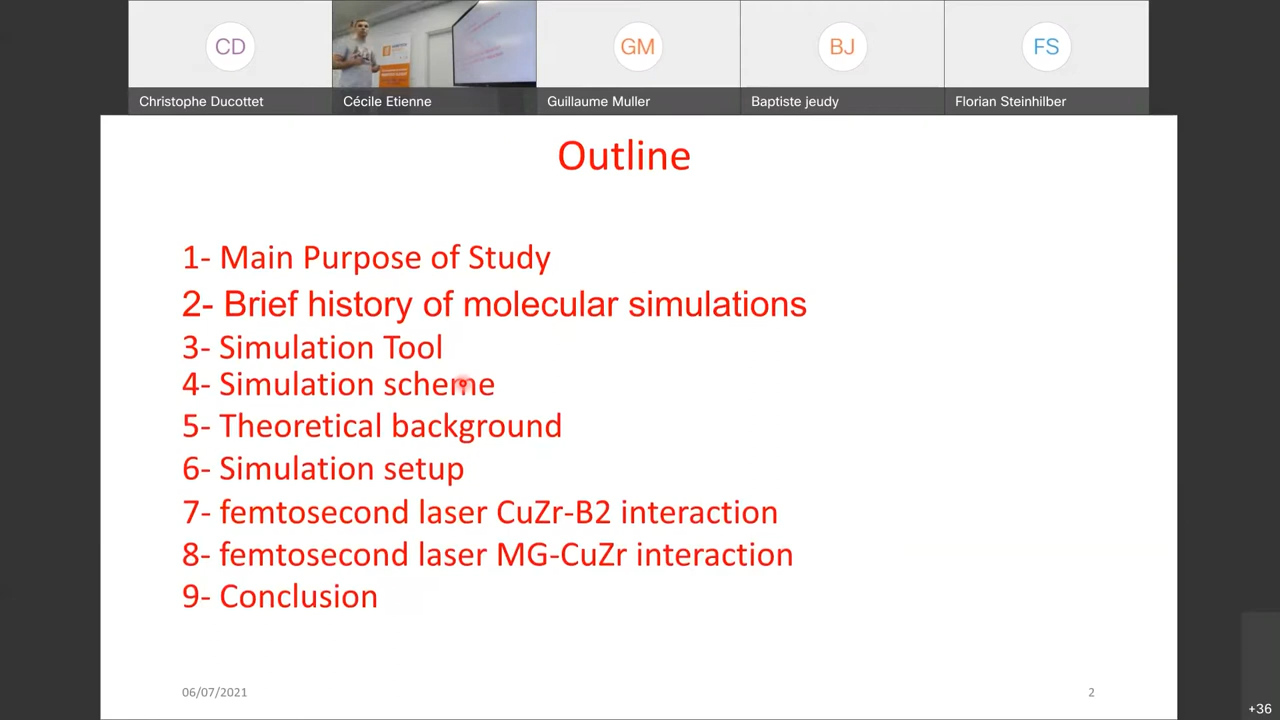 CD
GM
BJ
FS
Christophe Ducottet
Cécile Etienne
Guillaume Muller
Baptiste jeudy
Florian Steinhilber
Outline
1- Main Purpose of Study
2- Brief history of molecular simulations
3- Simulation Tool
4- Simulation scheme
5- Theoretical background
6- Simulation setup
7- femtosecond laser CuZr-B2 interaction
8- femtosecond laser MG-CuZr interaction
9- Conclusion
06/07/2021
2
+36